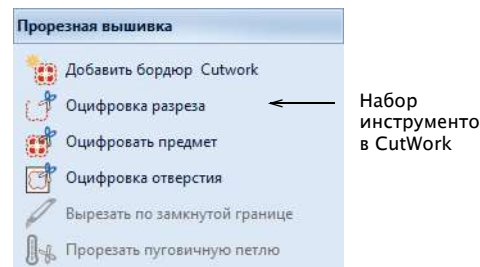 Прорезная вышивка
Добавить бордюр Cutwork
Оцифровка разреза
Оцифровать предмет
Оцифровка отверстия
Вырезать по замкнутой границе
Прорезать пуговичную петлю
Набор
инструменто
в CutWork